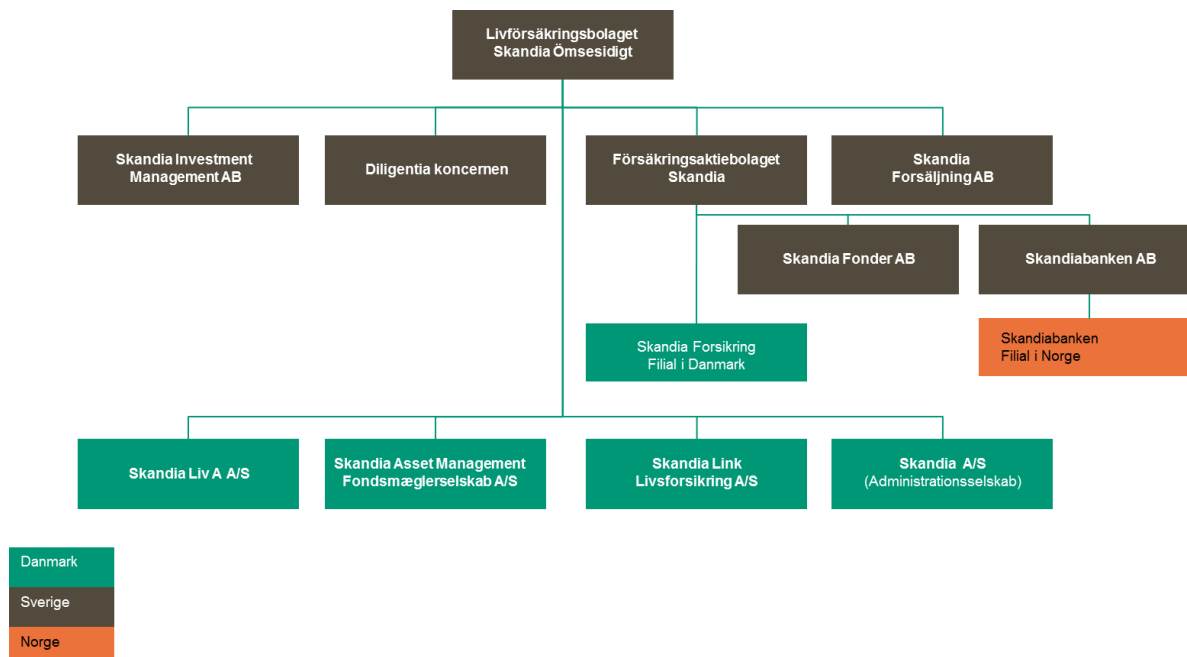 Livförsäkringsbolaget
Skandia Ömsesidigt
Skandia Investment
Management AB
Diligentia koncernen
Försäkringsaktiebolaget
Skandia
Skandia
Forsäljning AB
Skandia Fonder AB
Skandiabanken AB
Skandia Forsikring
Filial i Danmark
Skandiabanken
Filial i Norge
Skandia Liv A A/S
Skandia Asset Management
Fondsmæglerselskab A/S
Skandia Link
Livsforsikring A/S
Skandia A/S
(Administrationsselskab)
Danmark
Sverige
Norge